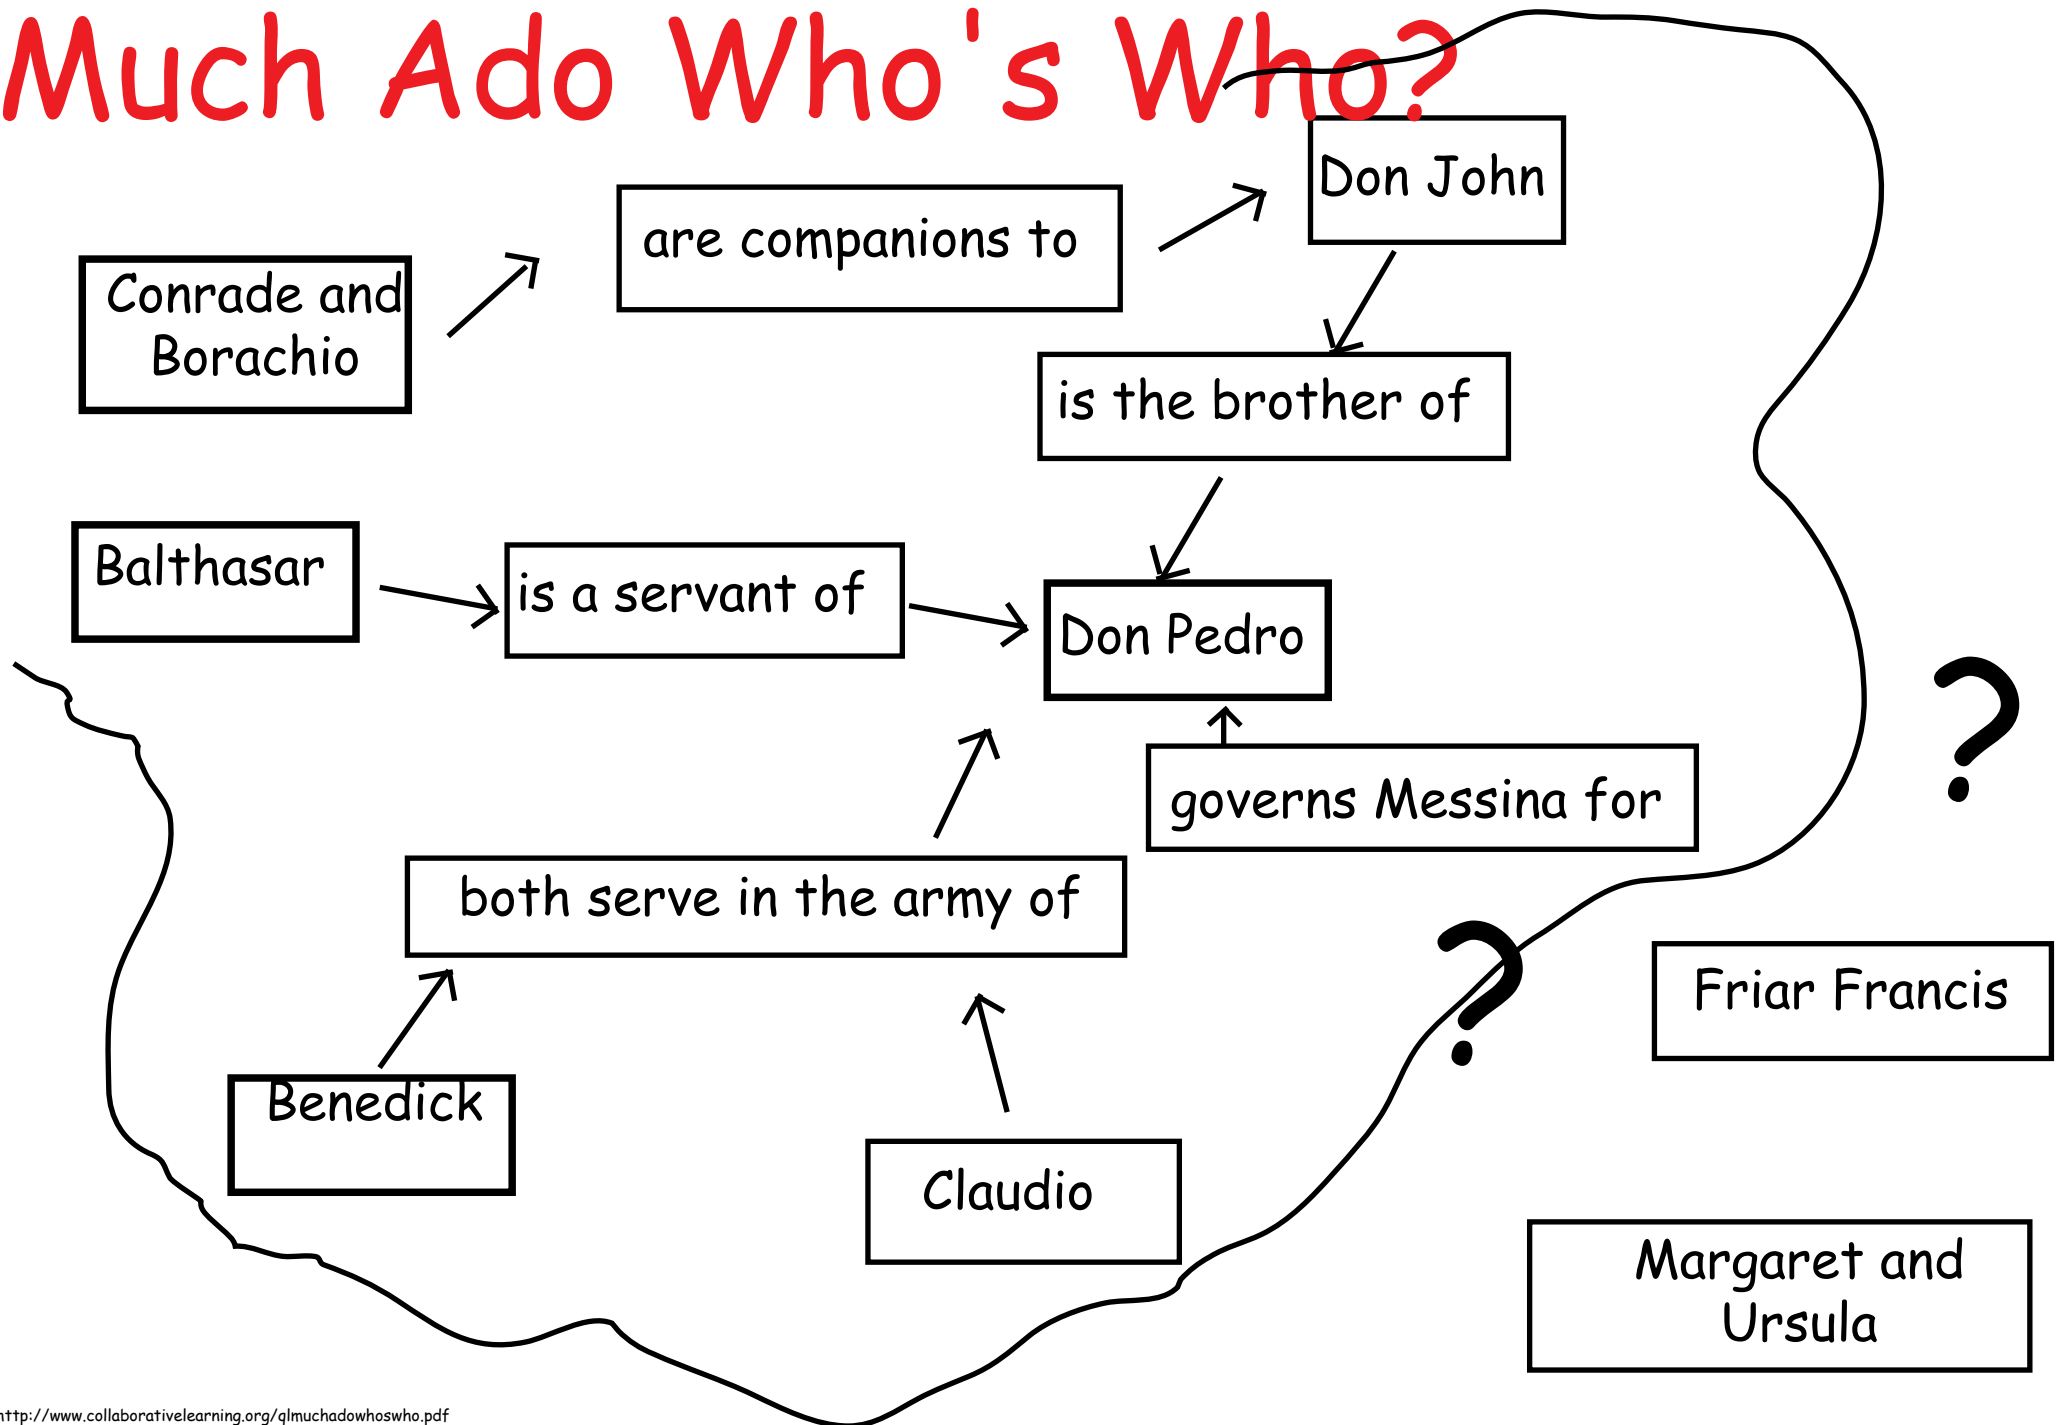 Much Ado Who's Who?
Don John
are companions to
Conrade and
Borachio
is the brother of
Balthasar
is a servant of
Don Pedro
?
governs Messina for
both serve in the army of
?
Friar Francis
Benedick
Claudio
Margaret and
Ursula
http://www.collaborativelearning.org/qlmuchadowhoswho.pdf